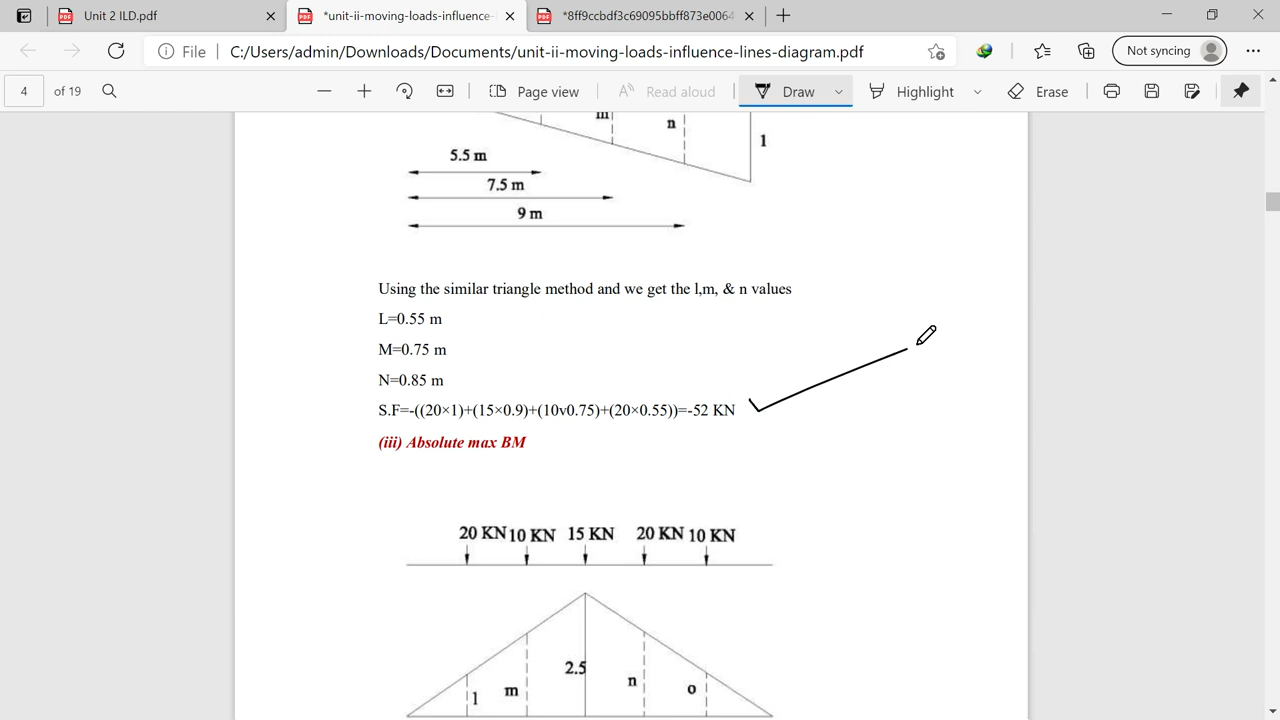 Unit 2 ILD.pdf
*unit-ii-moving-loads-influence-
*8ff9ccbdf3c69095bbff873e0064
File
C:/Users/admin/Downloads/Documents/unit-ii-moving-loads-influence-lines-diagram.pdf
Not syncing
4 of 19
Page view
Read aloud
Draw
Highlight
Erase
m
n
1
5.5 m
7.5 m
9 m
Using the similar triangle method and we get the l,m, & n values
L=0.55 m
M=0.75 m
N=0.85 m
S.F=-((20×1)+(15×0.9)+(10v0.75)+(20×0.55))=-52 KN
(iii) Absolute max BM
20 KN 10 KN 15 KN 20 KN 10 KN
2.5
l m n o